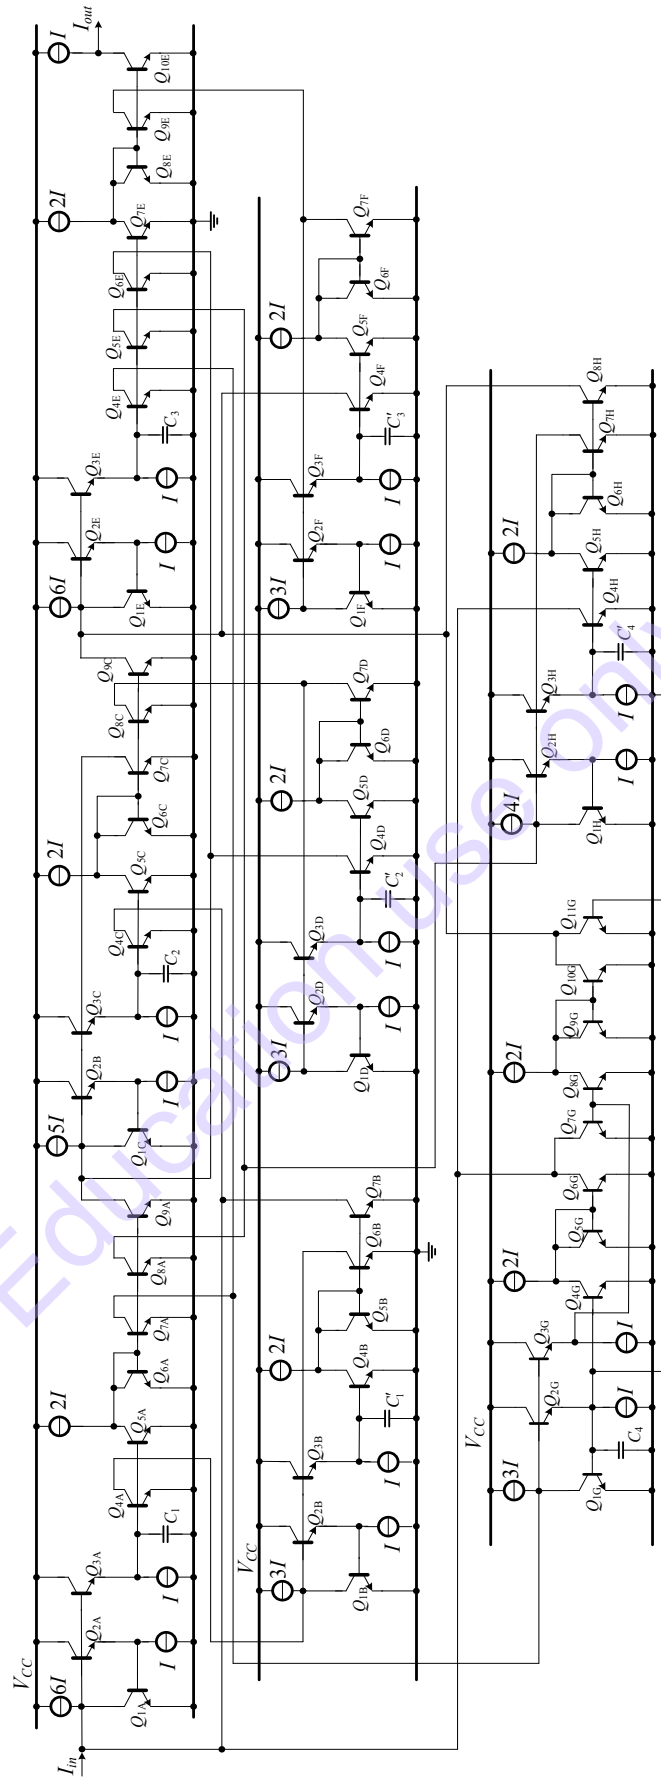 I_in
V_CC
6I
Q_1A
Q_2A
I
Q_3A
I
C_1
Q_4A
Q_5A
2I
Q_6A
Q_7A
Q_8A
Q_9A
5I
Q_1C
Q_2B
I
Q_3C
I
C_2
Q_4C
Q_5C
2I
Q_6C
Q_7C
Q_8C
Q_9C
6I
Q_1E
Q_2E
I
Q_3E
I
C_3
Q_4E
Q_5E
Q_6E
Q_7E
2I
Q_8E
Q_9E
Q_10E
I
I_out
V_CC
3I
Q_1B
Q_2B
I
Q_3B
I
C'_1
Q_4B
2I
Q_5B
Q_6B
Q_7B
3I
Q_1D
Q_2D
I
Q_3D
I
C'_2
Q_4D
Q_5D
2I
Q_6D
Q_7D
3I
Q_1F
Q_2F
I
Q_3F
I
C'_3
Q_4F
Q_5F
2I
Q_6F
Q_7F
V_CC
3I
Q_1G
C_4
Q_2G
I
Q_3G
I
Q_4G
2I
Q_5G
Q_6G
Q_7G
Q_8G
2I
Q_9G
Q_10G
Q_11G
4I
Q_1H
Q_2H
I
Q_3H
I
C'_4
Q_4H
Q_5H
2I
Q_6H
Q_7H
Q_8H
Education use only